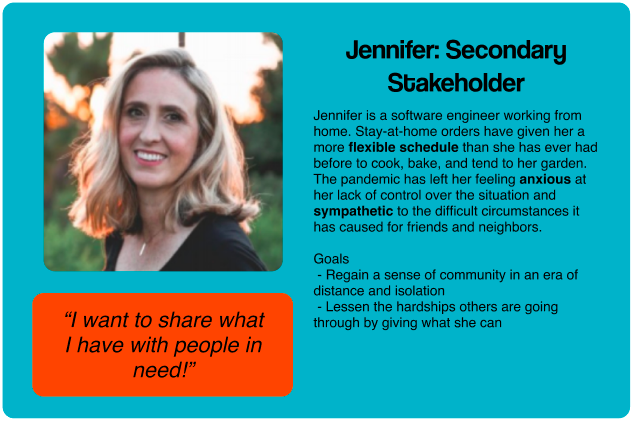 Jennifer: Secondary
Stakeholder
Jennifer is a software engineer working from
home. Stay-at-home orders have given her a
more flexible schedule than she has ever had
before to cook, bake, and tend to her garden.
The pandemic has left her feeling anxious at
her lack of control over the situation and
sympathetic to the difficult circumstances it
has caused for friends and neighbors.
Goals
- Regain a sense of community in an era of
distance and isolation
- Lessen the hardships others are going
through by giving what she can
“I want to share what
I have with people in
need!”